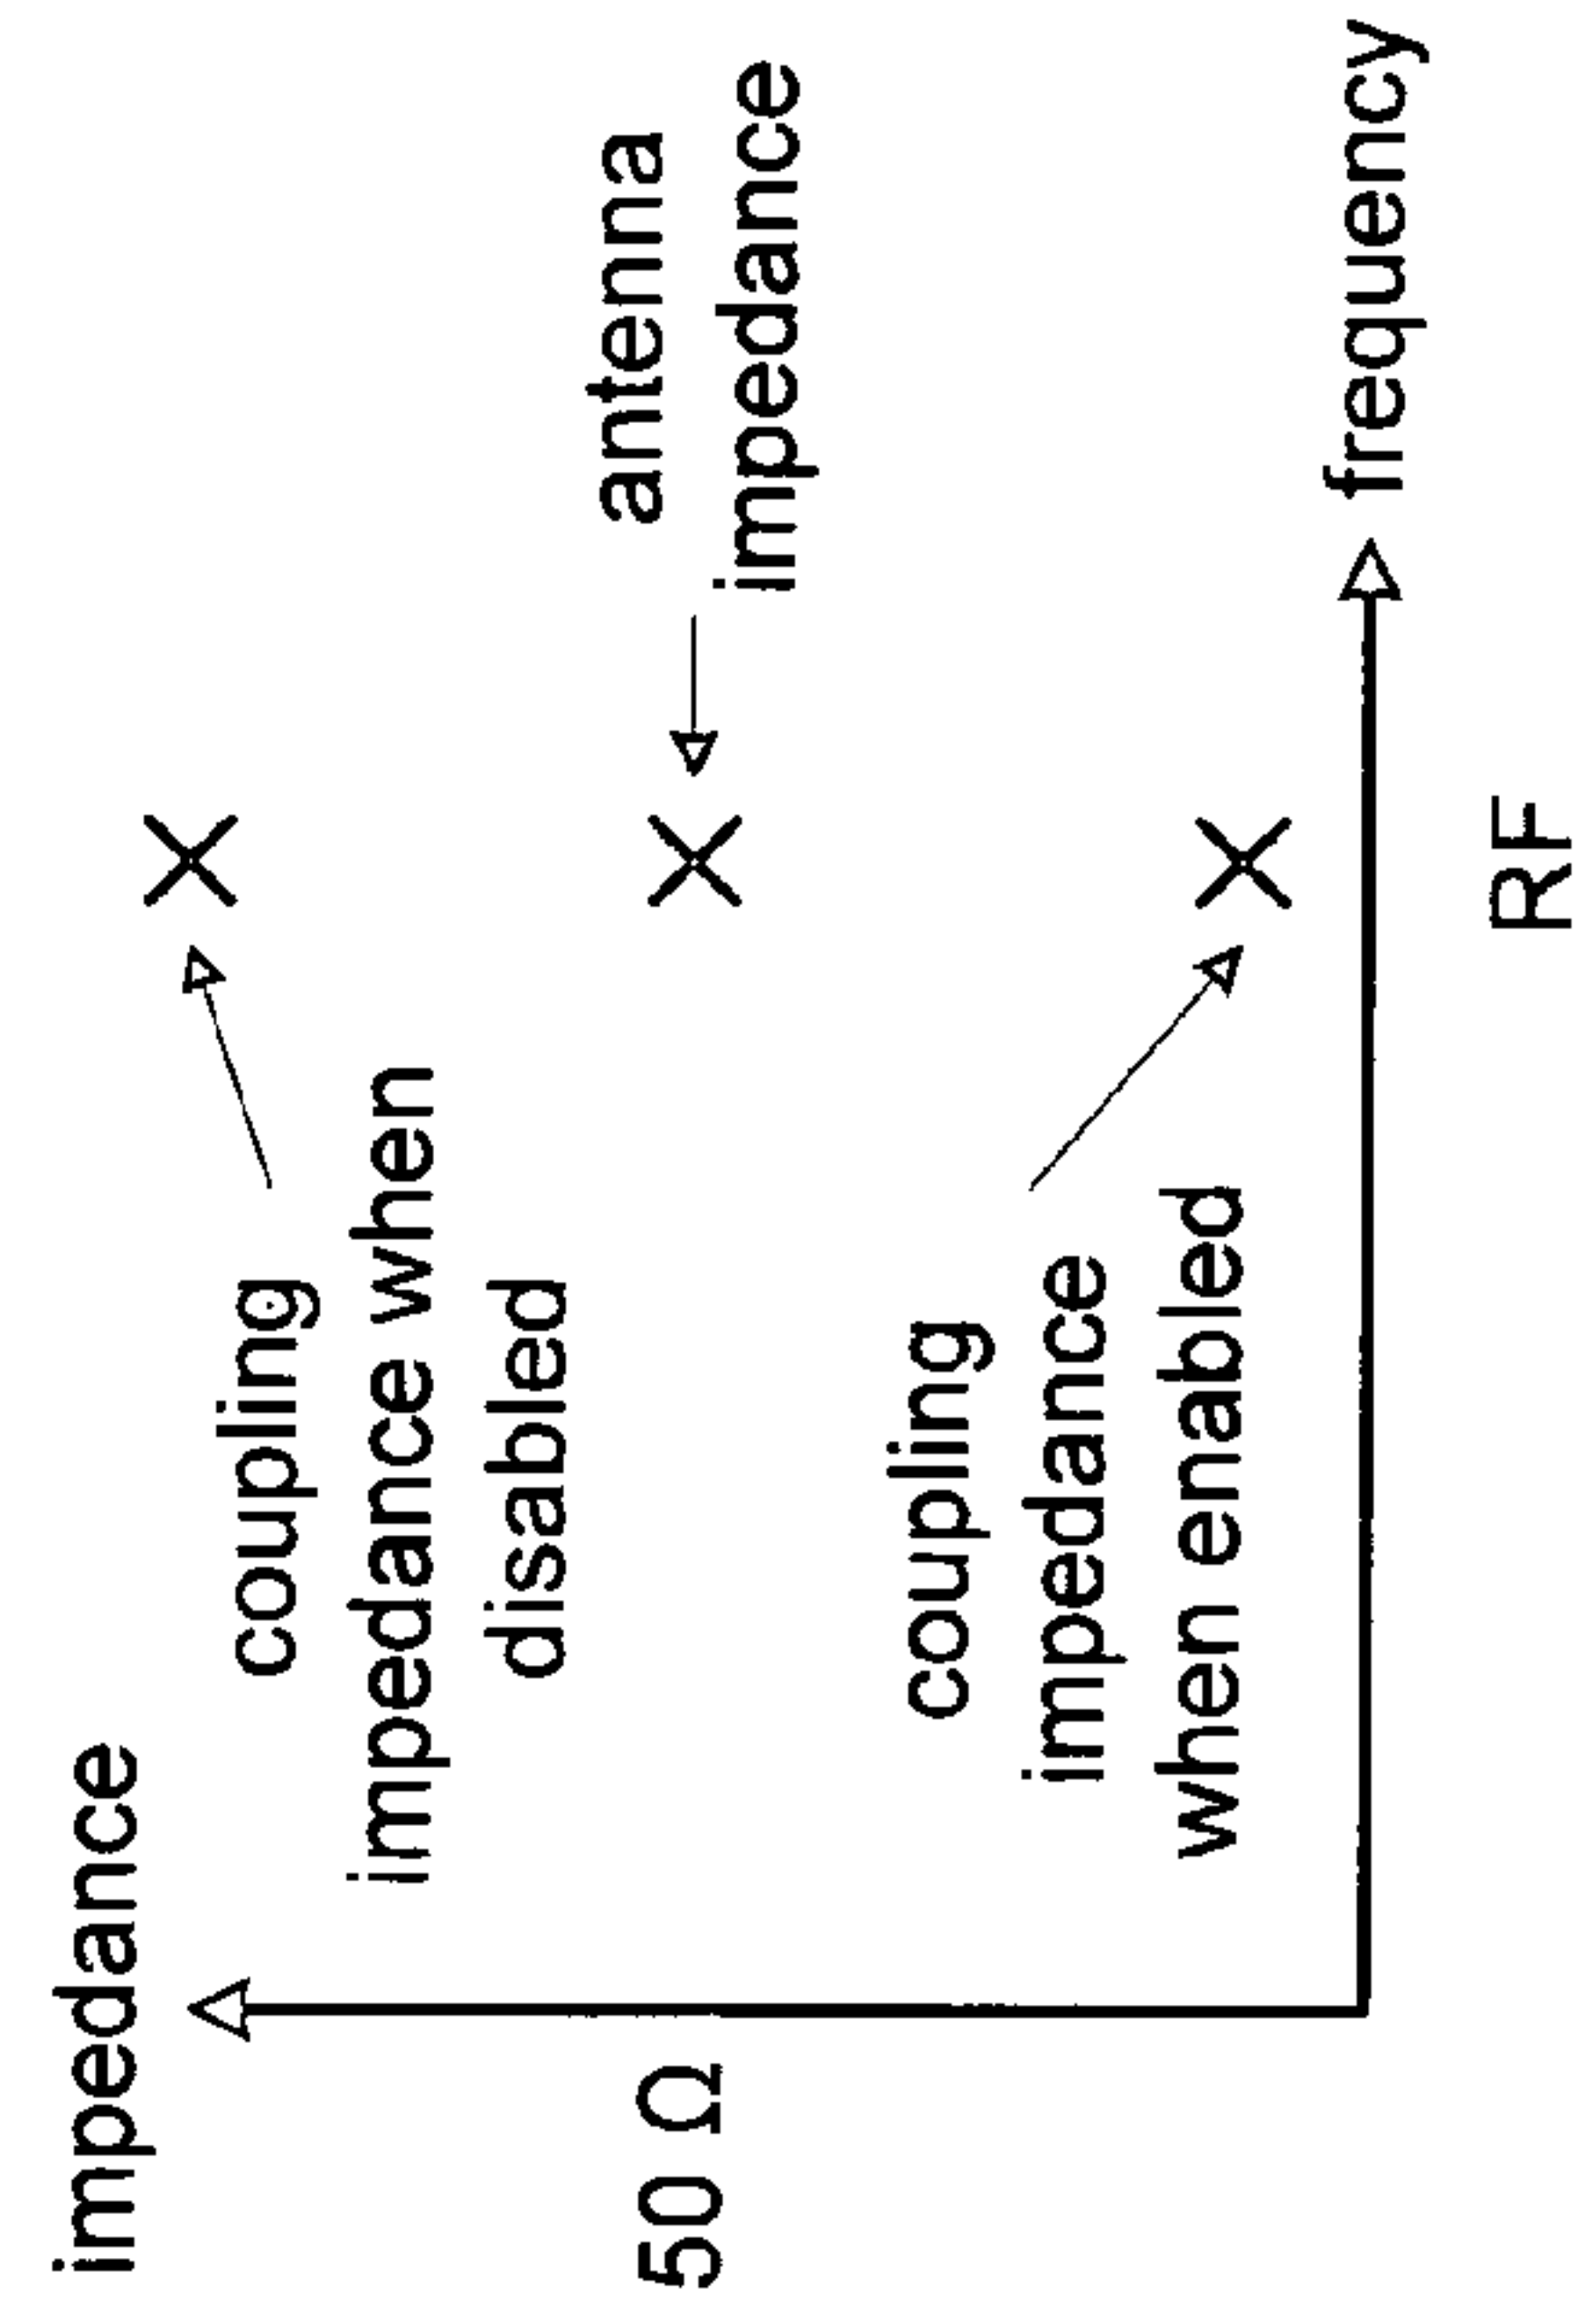 impedance
coupling
impedance when
disabled
50 Ω
antenna
impedance
coupling
impedance
when enabled
frequency
RF